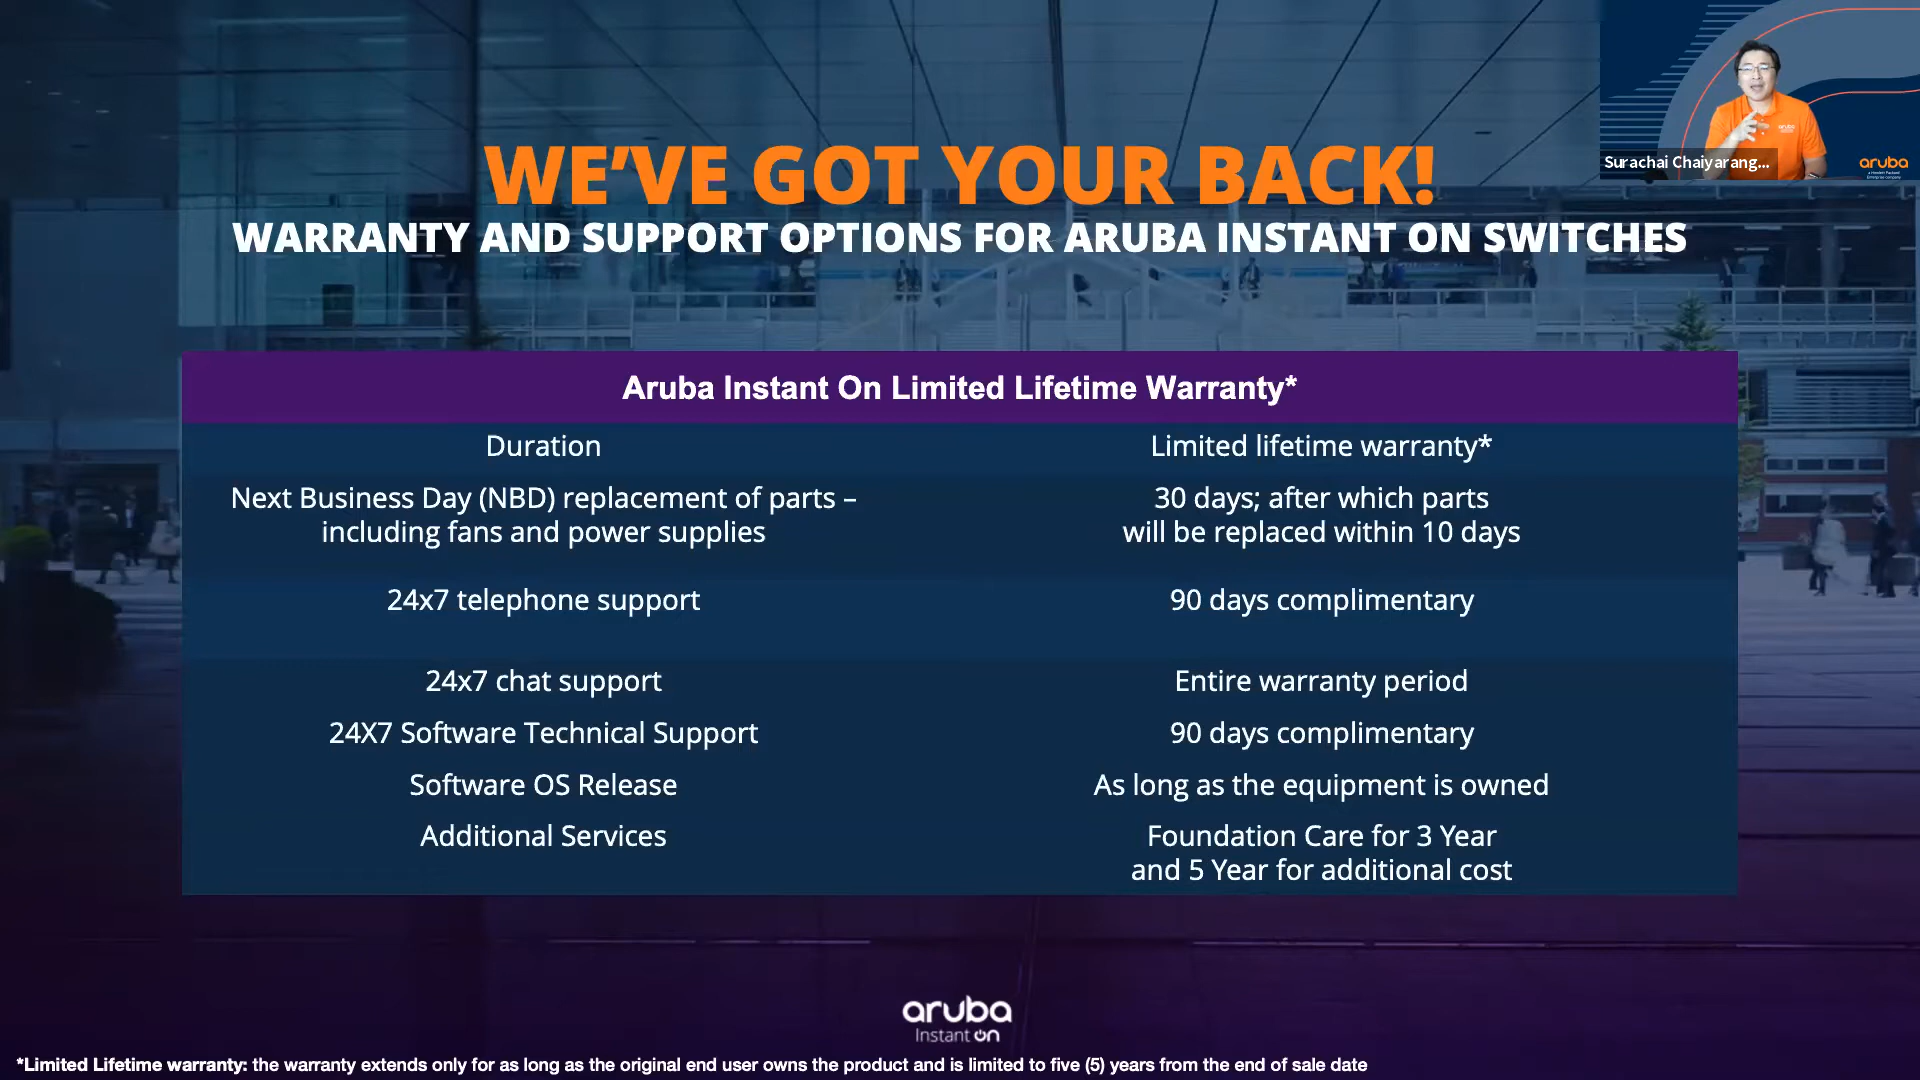 WE’VE GOT YOUR BACK!
WARRANTY AND SUPPORT OPTIONS FOR ARUBA INSTANT ON SWITCHES
Surachai Chaiyarang...
aruba
a Hewlett Packard
Enterprise company
Aruba Instant On Limited Lifetime Warranty*
Duration
Limited lifetime warranty*
Next Business Day (NBD) replacement of parts –
including fans and power supplies
30 days; after which parts
will be replaced within 10 days
24x7 telephone support
90 days complimentary
24x7 chat support
Entire warranty period
24X7 Software Technical Support
90 days complimentary
Software OS Release
As long as the equipment is owned
Additional Services
Foundation Care for 3 Year
and 5 Year for additional cost
aruba
Instant on
*Limited Lifetime warranty: the warranty extends only for as long as the original end user owns the product and is limited to five (5) years from the end of sale date